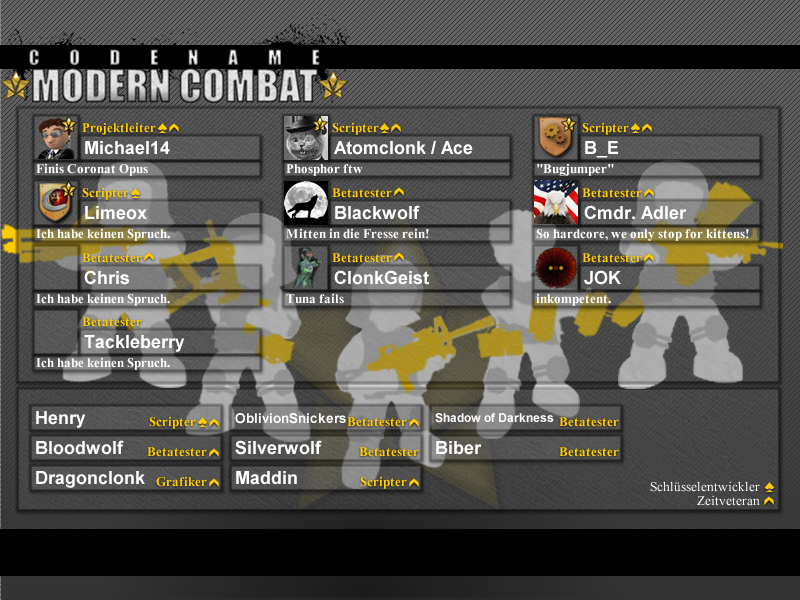 CODENAME
MODERN COMBAT
Projektleiter
Michael14
Finis Coronat Opus
Scripter
Atomclonk / Ace
Phosphor ftw
Scripter
B_E
"Bugjumper"
Scripter
Limeox
Ich habe keinen Spruch.
Betatester
Blackwolf
Mitten in die Fresse rein!
Betatester
Cmdr. Adler
So hardcore, we only stop for kittens!
Betatester
Chris
Ich habe keinen Spruch.
Betatester
ClonkGeist
Tuna fails
Betatester
JOK
inkompetent.
Betatester
Tackleberry
Ich habe keinen Spruch.
Henry Scripter
OblivionSnickers Betatester
Shadow of Darkness Betatester
Bloodwolf Betatester
Silverwolf Betatester
Biber Betatester
Dragonclonk Grafiker
Maddin Scripter
Schlüsselentwickler
Zeitveteran